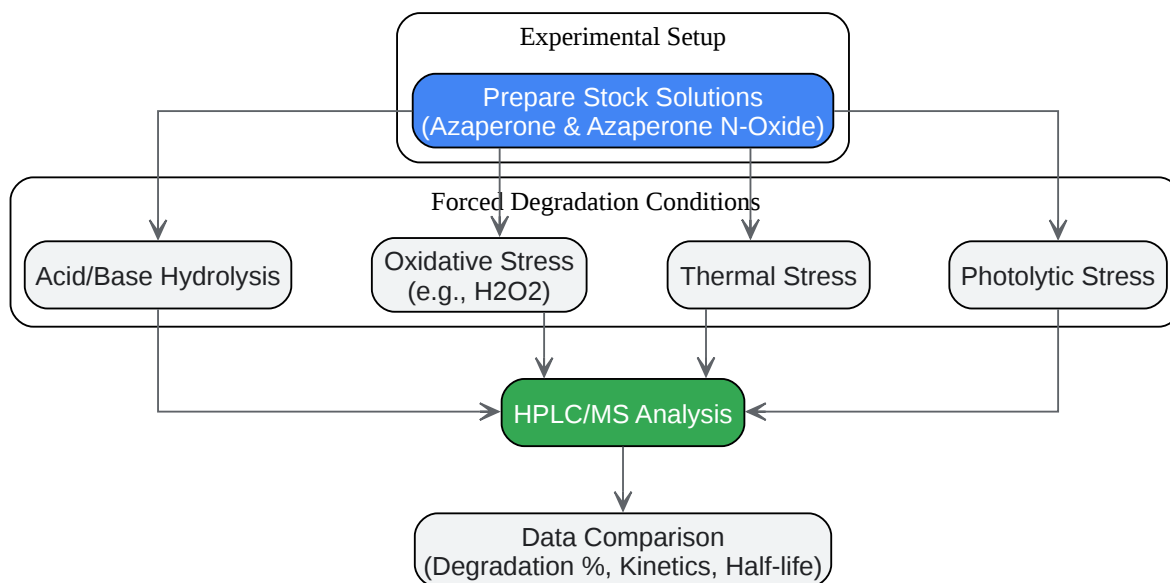 Experimental Setup
Prepare Stock Solutions
(Azaperone & Azaperone N-Oxide)
Forced Degradation Conditions
Acid/Base Hydrolysis
Oxidative Stress
(e.g., H2O2)
Thermal Stress
Photolytic Stress
HPLC/MS Analysis
Data Comparison
(Degradation %, Kinetics, Half-life)